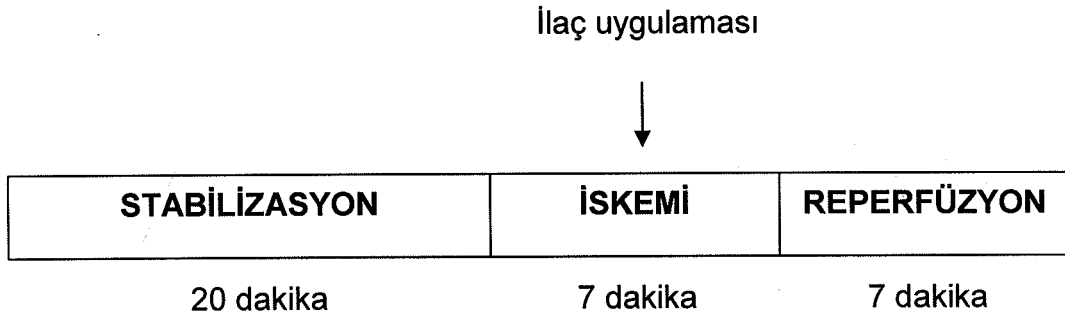 İlaç uygulaması
STABİLİZASYON İSKEMİ REPERFÜZYON
20 dakika 7 dakika 7 dakika